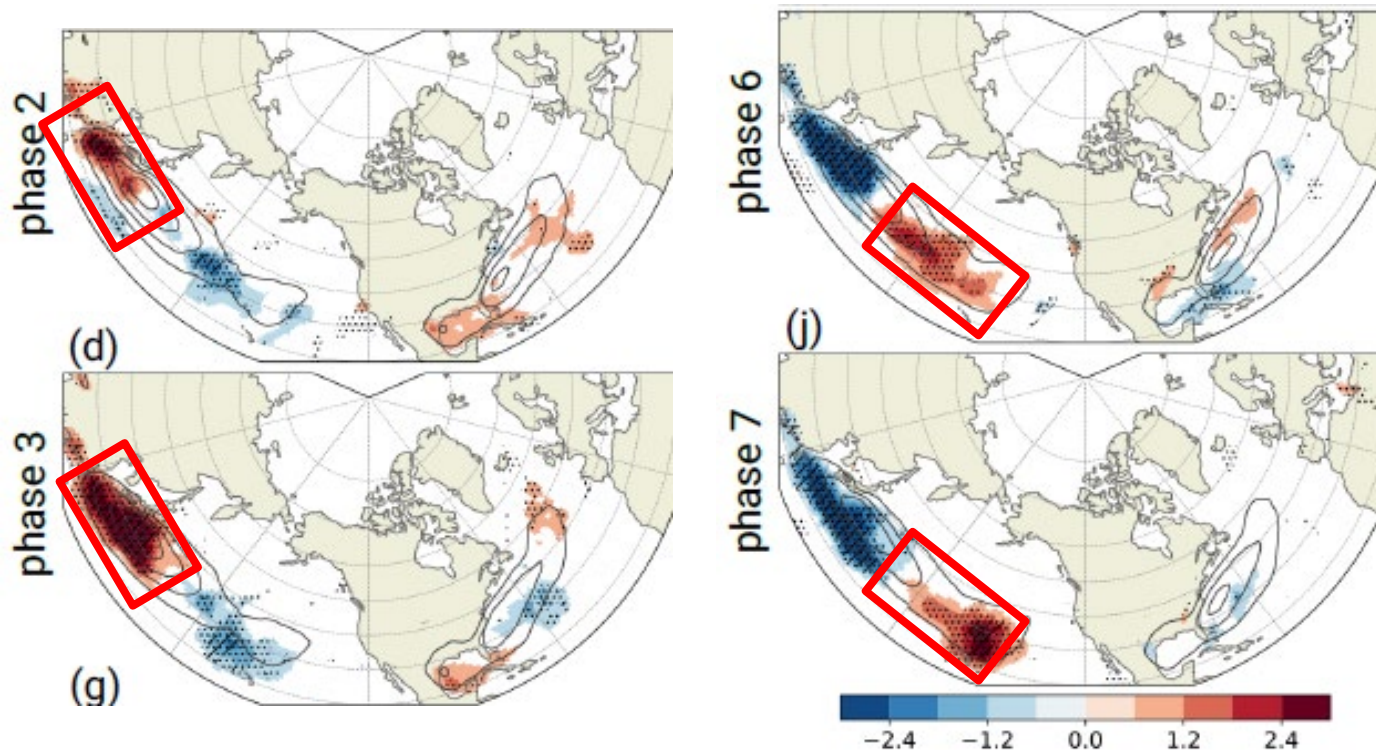 phase 2
(d)
phase 3
(g)
phase 6
(j)
phase 7
−2.4 −1.2 0.0 1.2 2.4